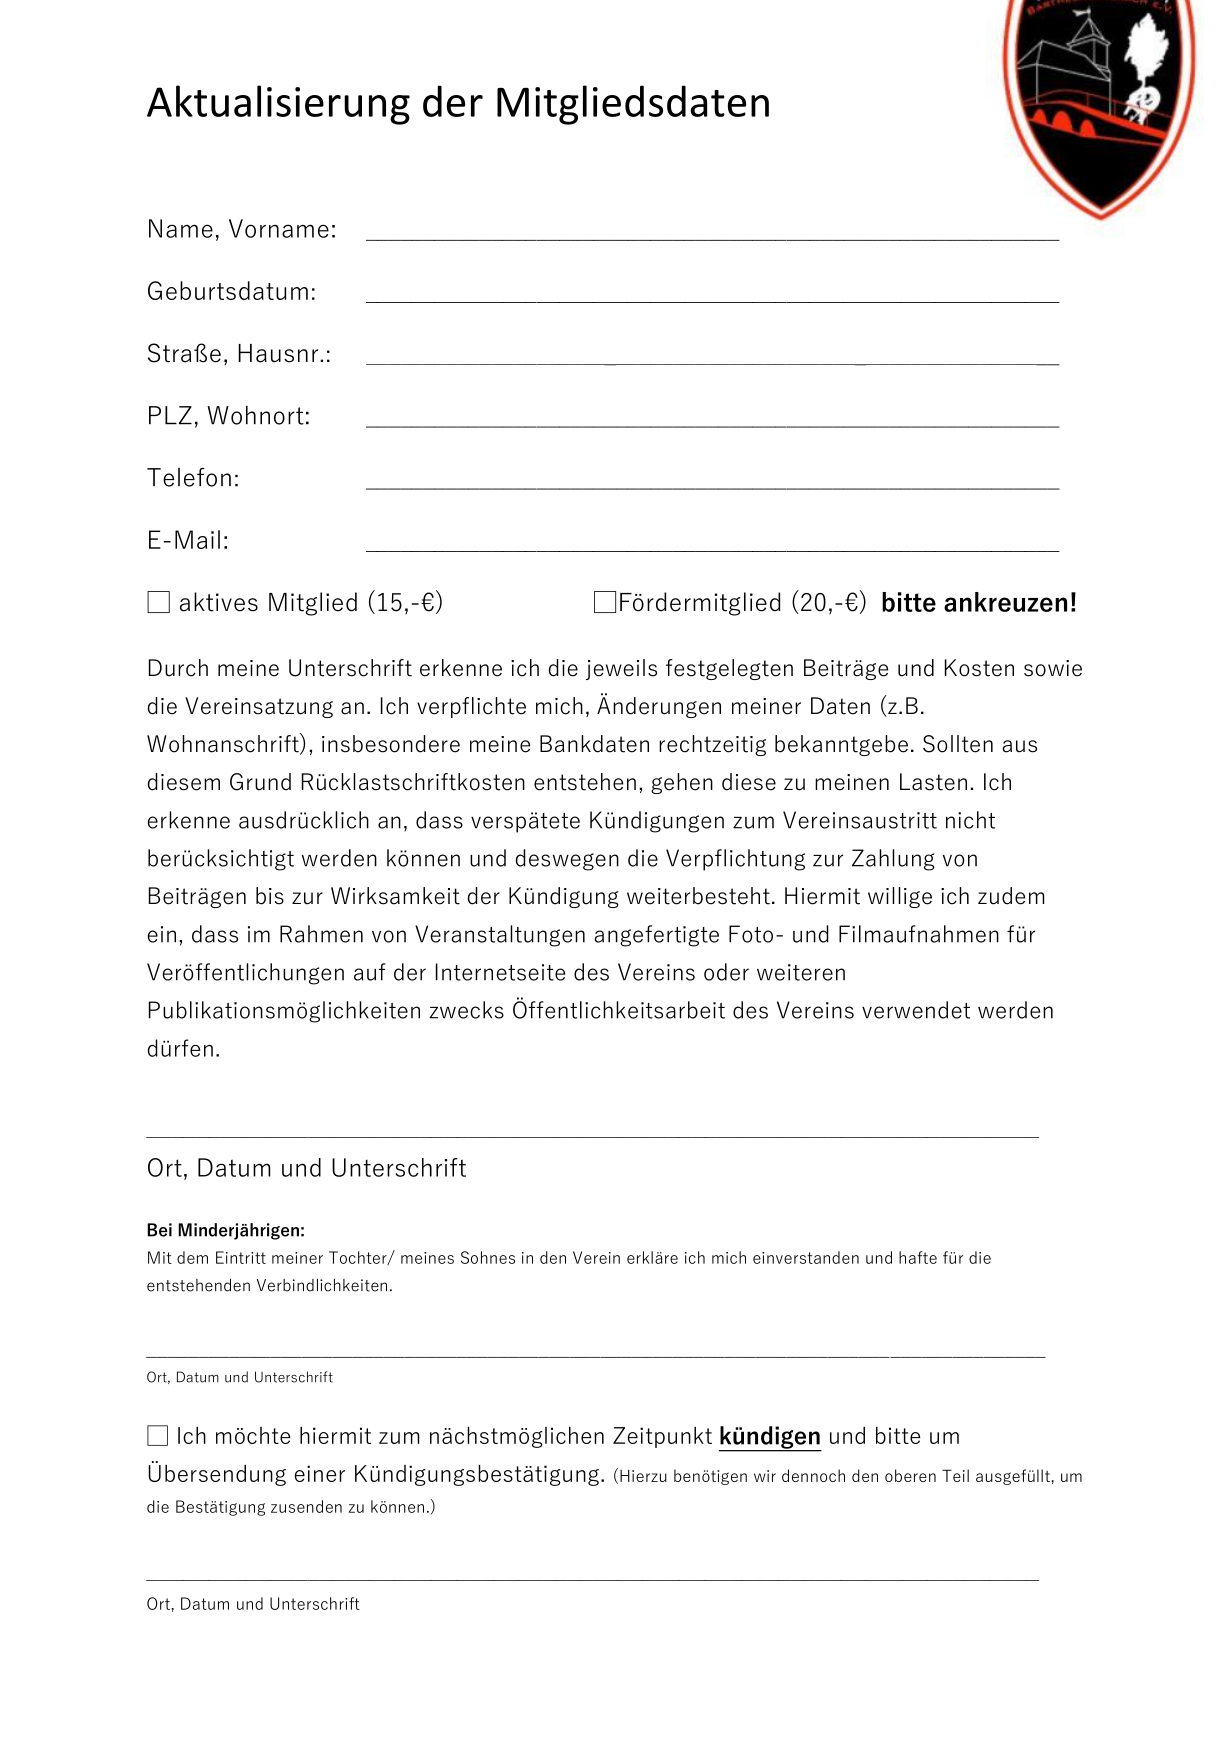 Aktualisierung der Mitgliedsdaten
Name, Vorname:
Geburtsdatum:
Straße, Hausnr.:
PLZ, Wohnort:
Telefon:
E-Mail:
☐ aktives Mitglied (15,-€) ☐Fördermitglied (20,-€) bitte ankreuzen!
Durch meine Unterschrift erkenne ich die jeweils festgelegten Beiträge und Kosten sowie
die Vereinsatzung an. Ich verpflichte mich, Änderungen meiner Daten (z.B.
Wohnanschrift), insbesondere meine Bankdaten rechtzeitig bekanntgebe. Sollten aus
diesem Grund Rücklastschriftkosten entstehen, gehen diese zu meinen Lasten. Ich
erkenne ausdrücklich an, dass verspätete Kündigungen zum Vereinsaustritt nicht
berücksichtigt werden können und deswegen die Verpflichtung zur Zahlung von
Beiträgen bis zur Wirksamkeit der Kündigung weiterbesteht. Hiermit willige ich zudem
ein, dass im Rahmen von Veranstaltungen angefertigte Foto- und Filmaufnahmen für
Veröffentlichungen auf der Internetseite des Vereins oder weiteren
Publikationsmöglichkeiten zwecks Öffentlichkeitsarbeit des Vereins verwendet werden
dürfen.
Ort, Datum und Unterschrift
Bei Minderjährigen:
Mit dem Eintritt meiner Tochter/ meines Sohnes in den Verein erkläre ich mich einverstanden und hafte für die
entstehenden Verbindlichkeiten.
Ort, Datum und Unterschrift
☐ Ich möchte hiermit zum nächstmöglichen Zeitpunkt kündigen und bitte um
Übersendung einer Kündigungsbestätigung. (Hierzu benötigen wir dennoch den oberen Teil ausgefüllt, um
die Bestätigung zusenden zu können.)
Ort, Datum und Unterschrift